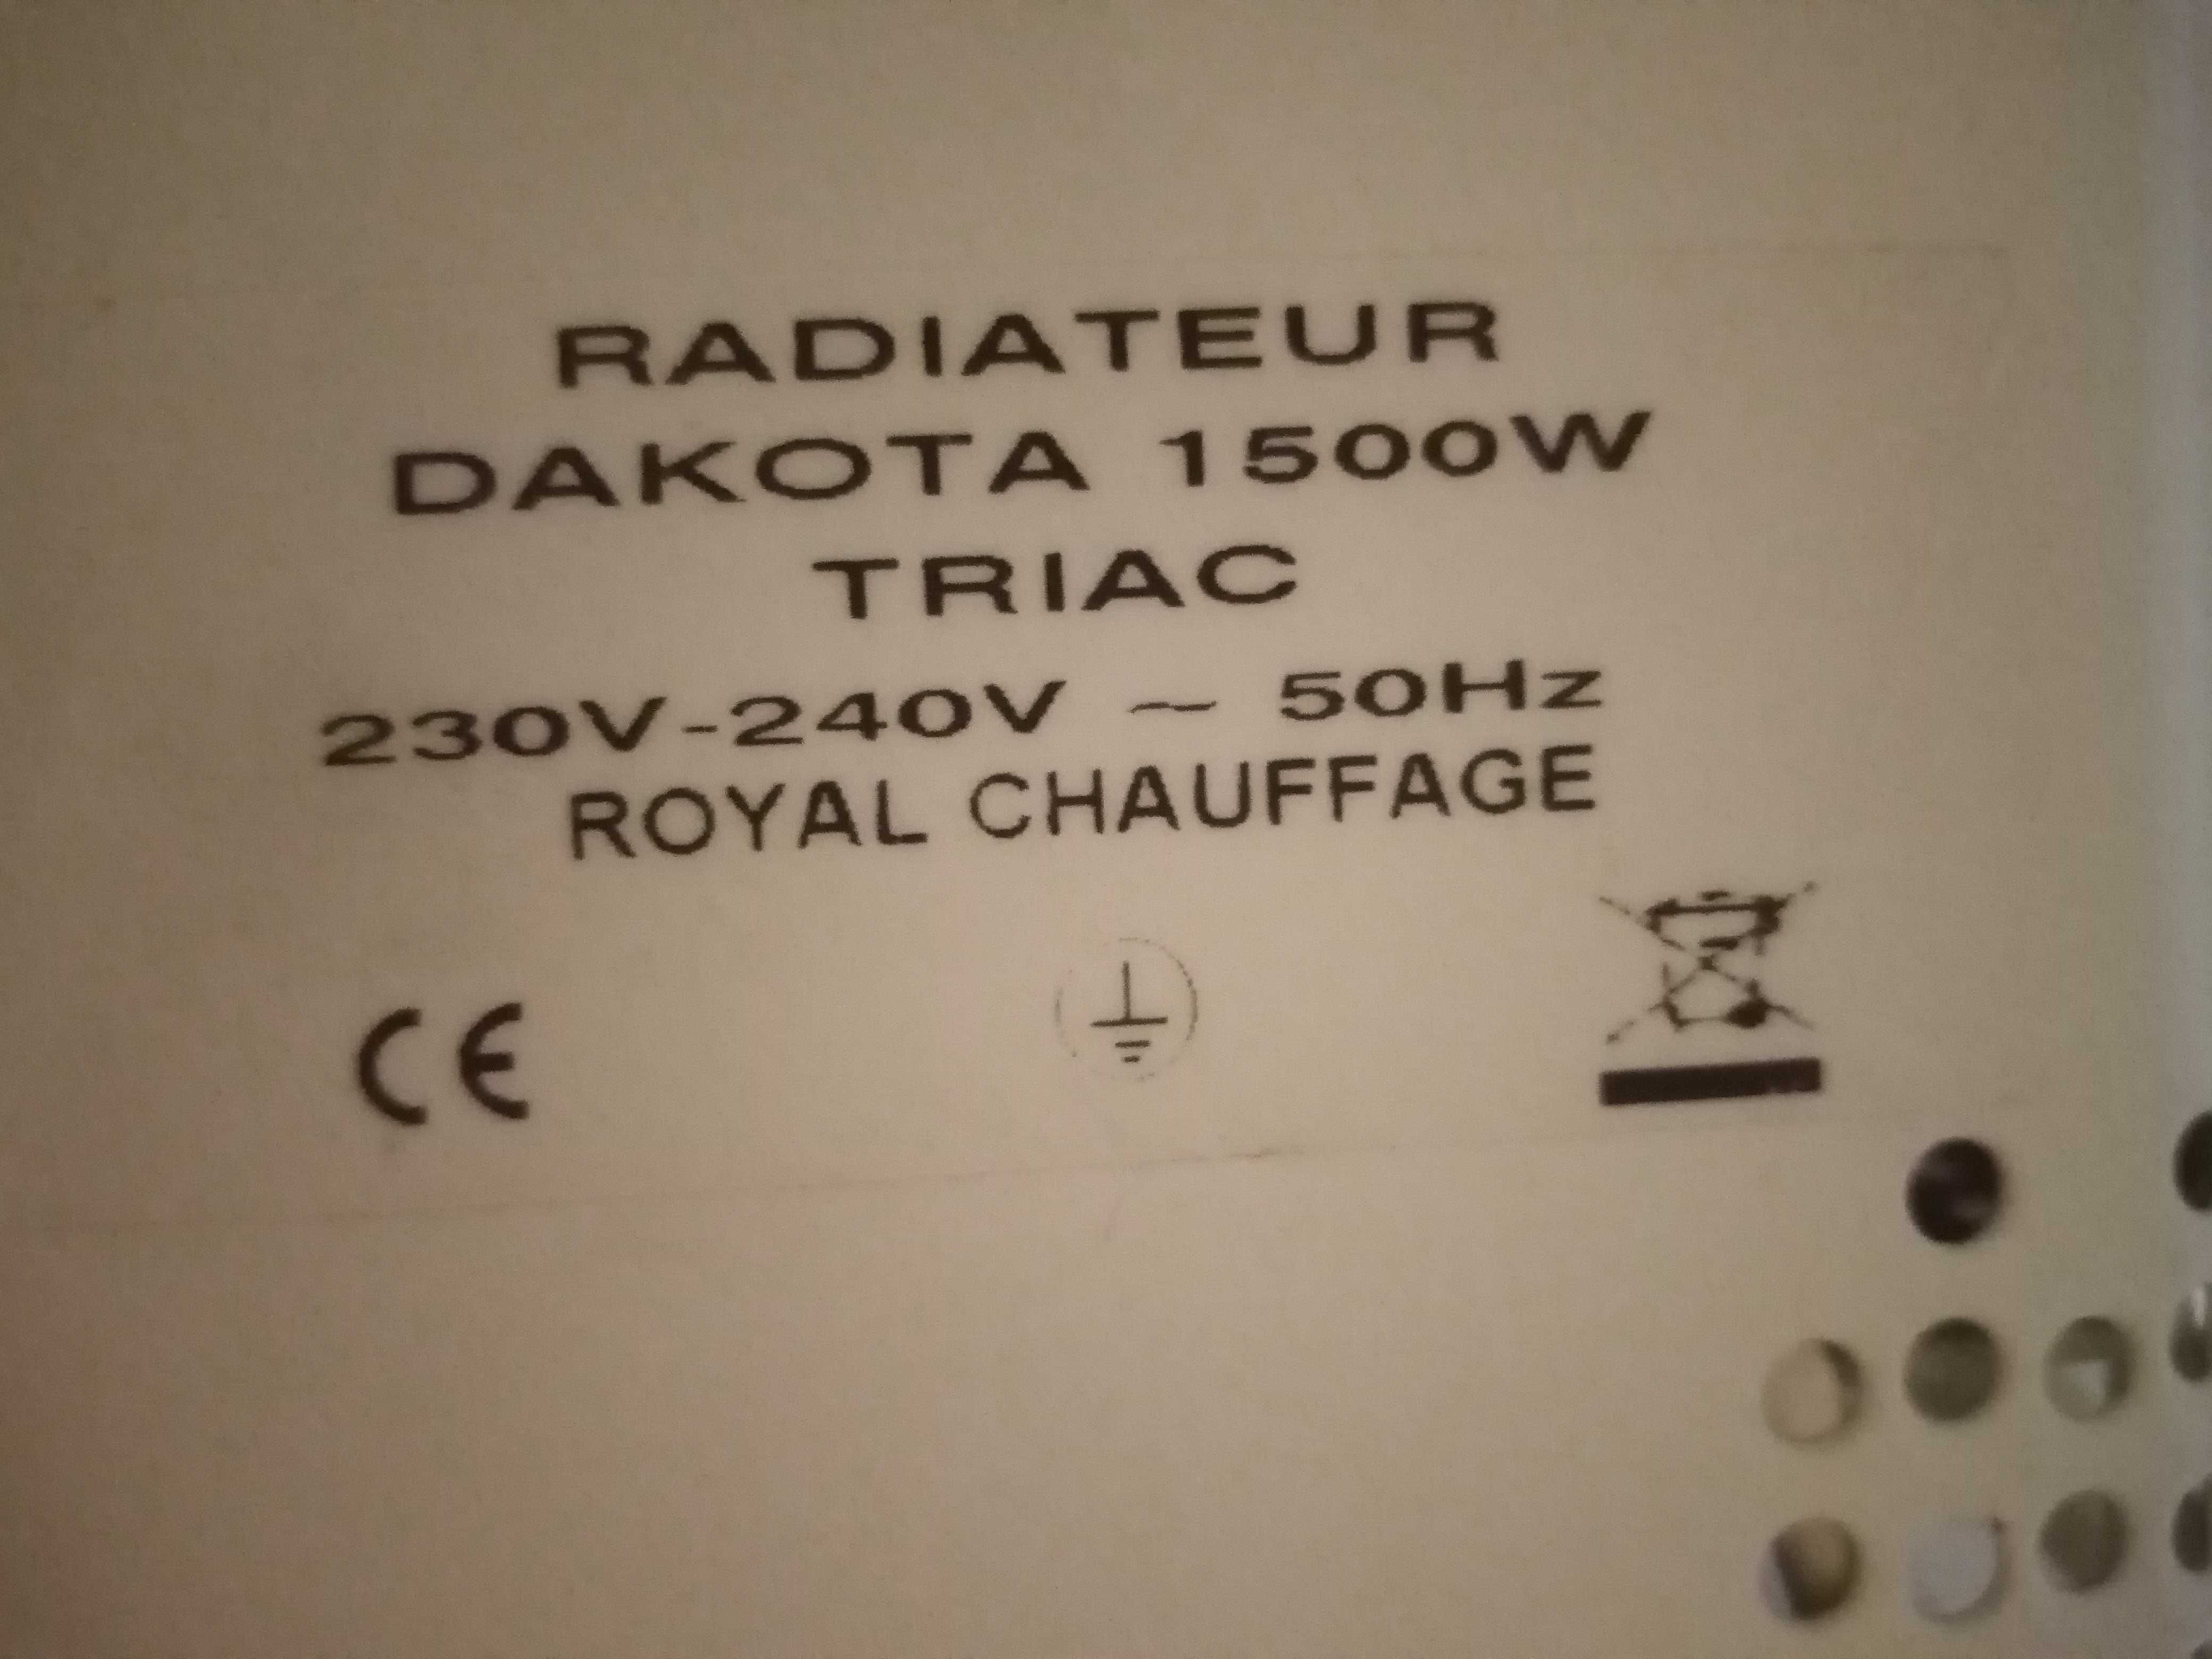 RADIATEUR
DAKOTA 1500W
TRIAC
230V-240V ~ 50Hz
ROYAL CHAUFFAGE
CE